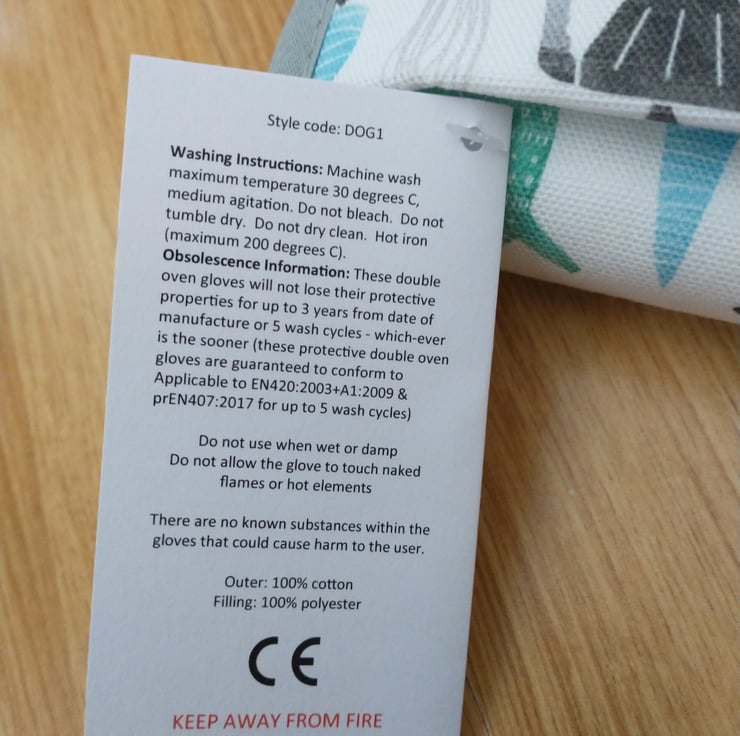 Style code: DOG1
Washing Instructions: Machine wash
maximum temperature 30 degrees C,
medium agitation. Do not bleach. Do not
tumble dry. Do not dry clean. Hot iron
(maximum 200 degrees C).
Obsolescence Information: These double
oven gloves will not lose their protective
properties for up to 3 years from date of
manufacture or 5 wash cycles - which-ever
is the sooner (these protective double oven
gloves are guaranteed to conform to
Applicable to EN420:2003+A1:2009 &
prEN407:2017 for up to 5 wash cycles)
Do not use when wet or damp
Do not allow the glove to touch naked
flames or hot elements
There are no known substances within the
gloves that could cause harm to the user.
Outer: 100% cotton
Filling: 100% polyester
CE
KEEP AWAY FROM FIRE